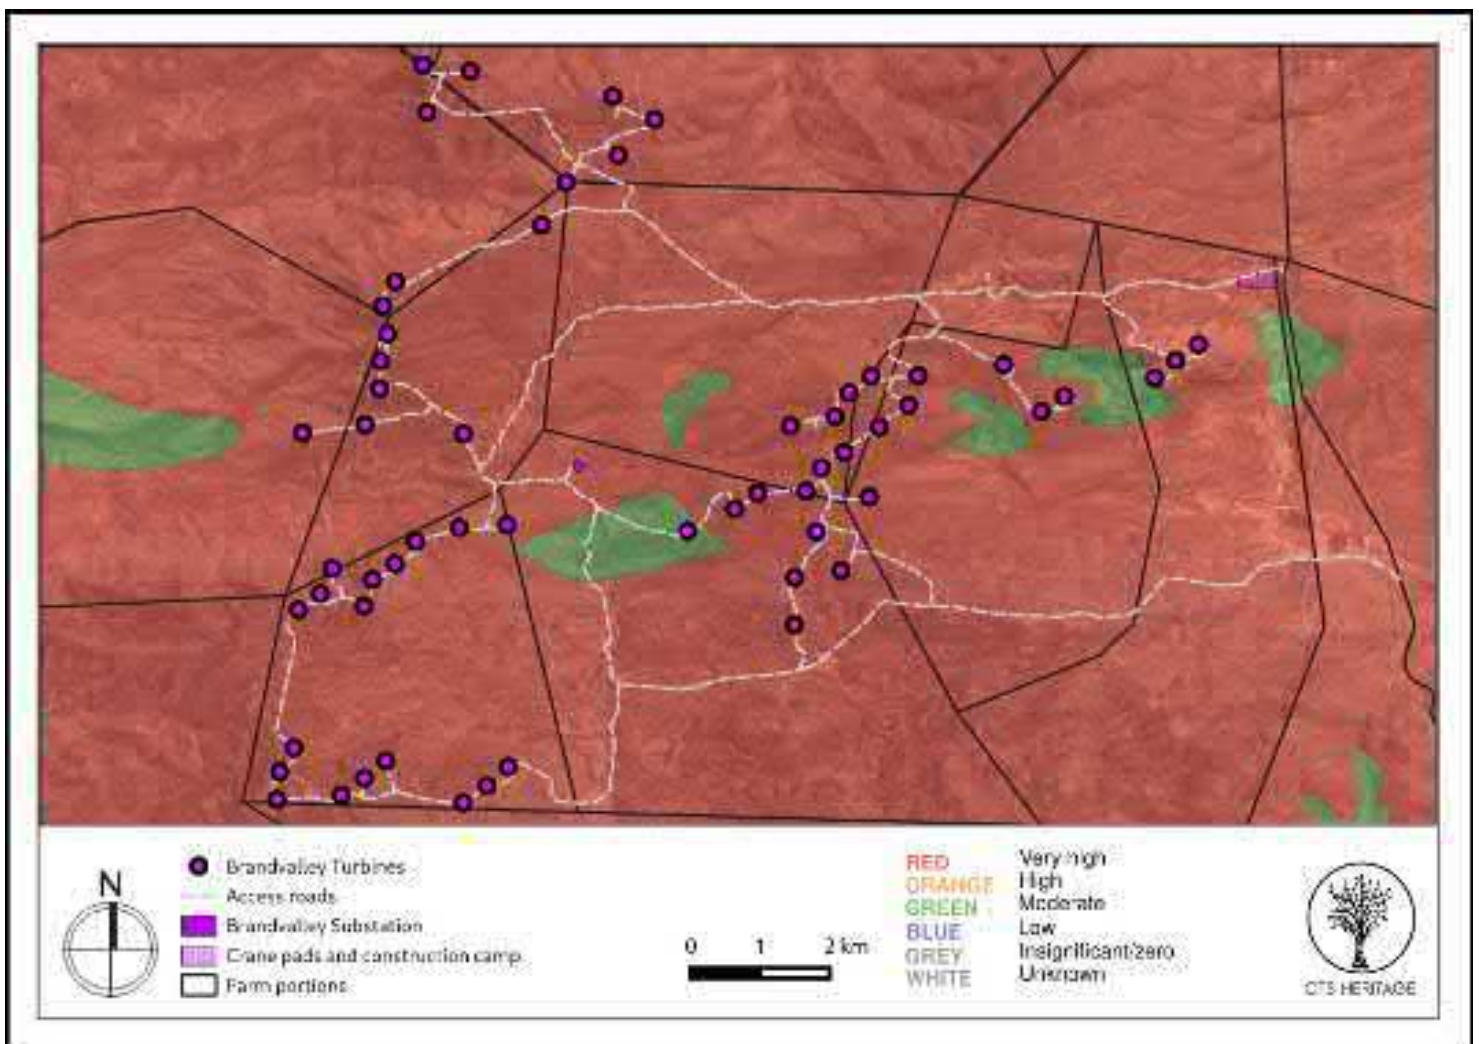 N
Brandvalley Turbines
Access roads
Brandvalley Substation
Crane pads and construction camp
Farm portions
0 1 2 km
RED Very high
ORANGE High
GREEN Moderate
BLUE Low
GREY Insignificant/zero
WHITE Unknown
CTS HERITAGE